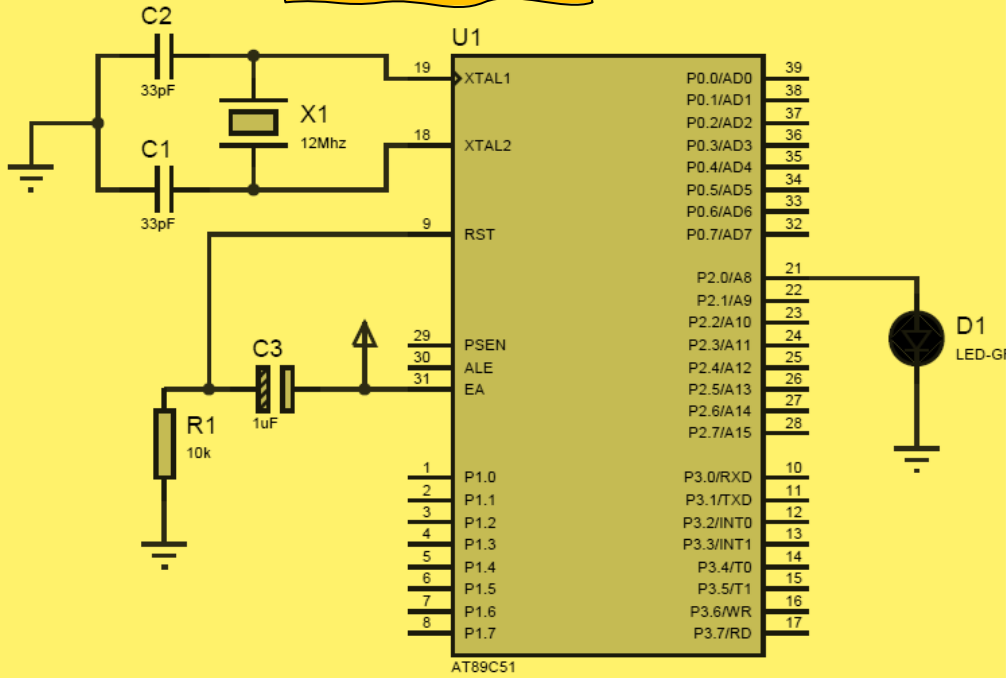 C2
33pF
X1
12Mhz
C1
33pF
C3
1uF
R1
10k
U1
19 XTAL1
18 XTAL2
9 RST
29 PSEN
30 ALE
31 EA
1 P1.0
2 P1.1
3 P1.2
4 P1.3
5 P1.4
6 P1.5
7 P1.6
8 P1.7
P0.0/AD0 39
P0.1/AD1 38
P0.2/AD2 37
P0.3/AD3 36
P0.4/AD4 35
P0.5/AD5 34
P0.6/AD6 33
P0.7/AD7 32
P2.0/A8 21
P2.1/A9 22
P2.2/A10 23
P2.3/A11 24
P2.4/A12 25
P2.5/A13 26
P2.6/A14 27
P2.7/A15 28
P3.0/RXD 10
P3.1/TXD 11
P3.2/INT0 12
P3.3/INT1 13
P3.4/T0 14
P3.5/T1 15
P3.6/WR 16
P3.7/RD 17
AT89C51
D1